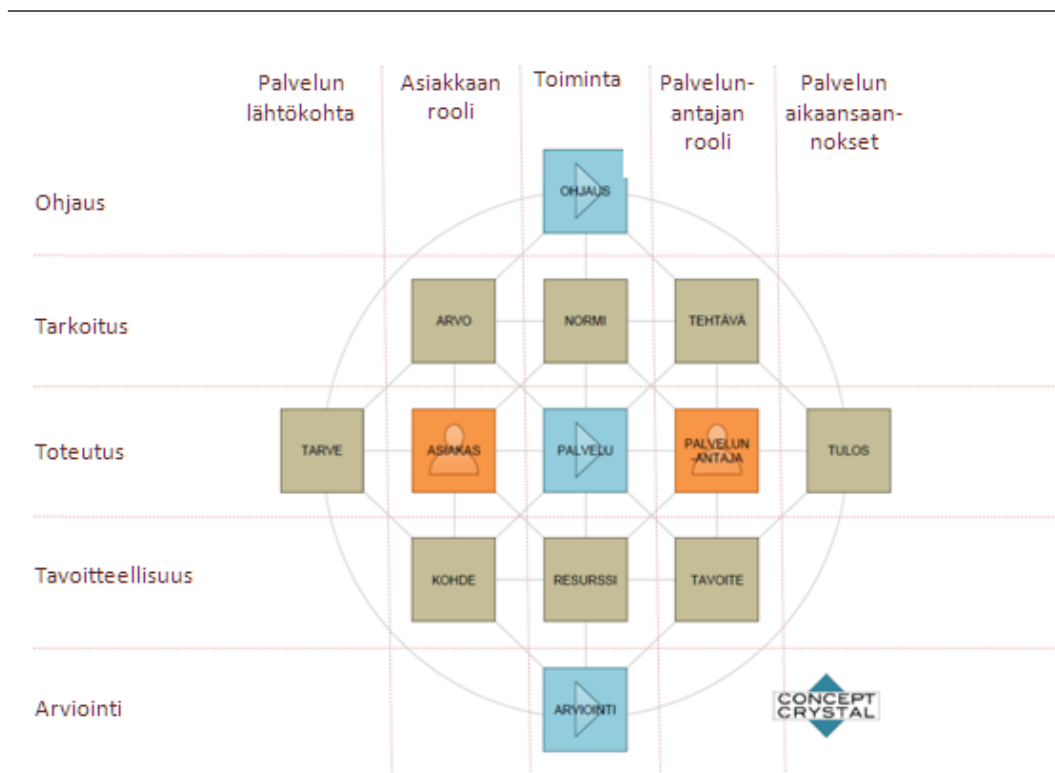 Palvelun
lähtökohta
Asiakkaan
rooli
Toiminta
Palvelun-
antajan
rooli
Palvelun
aikaansaan-
nokset
Ohjaus
OHJAUS
Tarkoitus
ARVO
NORMI
TEHTÄVÄ
Toteutus
TARVE
ASIAKAS
PALVELU
PALVELUN
-ANTAJA
TULOS
Tavoitteellisuus
KOHDE
RESURSSI
TAVOITE
Arviointi
ARVIOINTI
CONCEPT
CRYSTAL